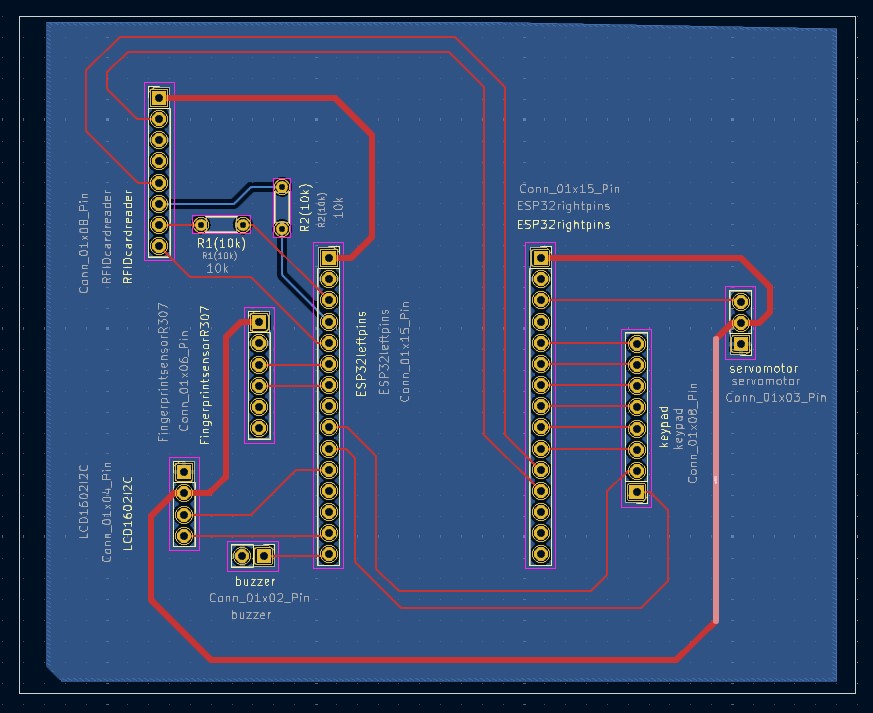 Conn_01x08_Pin
RFIDcardreader
RFIDcardreader
R1(10k)
R1(10k)
10k
R2(10k)
R2(10k)
10k
Conn_01x15_Pin
ESP32rightpins
ESP32rightpins
FingerprintsensorR307
Conn_01x06_Pin
FingerprintsensorR307
ESP32leftpins
ESP32leftpins
Conn_01x15_Pin
servomotor
servomotor
Conn_01x03_Pin
keypad
keypad
Conn_01x08_Pin
LCD1602I2C
Conn_01x04_Pin
LCD1602I2C
buzzer
Conn_01x02_Pin
buzzer